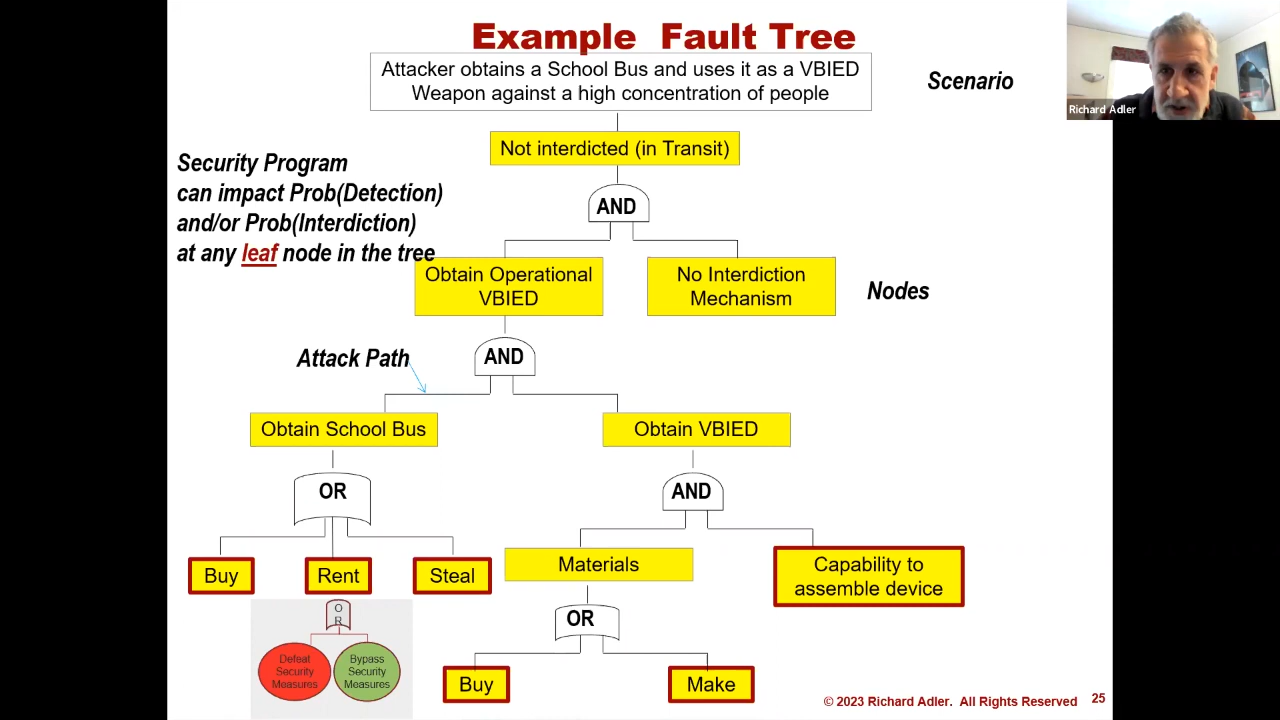 Example Fault Tree
Attacker obtains a School Bus and uses it as a VBIED
Weapon against a high concentration of people
Scenario
Richard Adler
Not interdicted (in Transit)
Security Program
can impact Prob(Detection)
and/or Prob(Interdiction)
at any leaf node in the tree
AND
Obtain Operational
VBIED
No Interdiction
Mechanism
Nodes
Attack Path
AND
Obtain School Bus
Obtain VBIED
OR
AND
Buy
Rent
Steal
Materials
Capability to
assemble device
O
R
OR
Defeat
Security
Measures
Bypass
Security
Measures
Buy
Make
© 2023 Richard Adler. All Rights Reserved
25